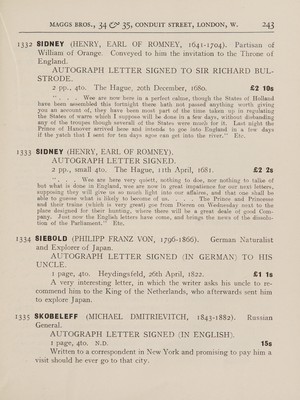 MAGGS BROS., 34 & 35, CONDUIT STREET, LONDON, W. 243
1332 SIDNEY (HENRY, EARL OF ROMNEY, 1641-1704). Partisan of
William of Orange. Conveyed to him the invitation to the Throne of
England.
AUTOGRAPH LETTER SIGNED TO SIR RICHARD BUL-
STRODE.
2 pp., 4to. The Hague, 20th December, 1680. £2 10s
". . . Wee are now here in a perfect calme, though the States of Holland
have been assembled this fortnight there hath not passed anything worth giving
you an account of, they have been most part of the time taken up in regulating
the States of warre which I suppose will be done in a few days, without disbanding
any of the troopes though severall of the States were much for it. Last night the
Prince of Hanover arrived here and intends to goe into England in a few days
if the yatch that I sent for ten days agoe can get into the river." Etc.
1333 SIDNEY (HENRY, EARL OF ROMNEY).
AUTOGRAPH LETTER SIGNED.
2 pp., small 4to. The Hague, 11th April, 1681. £2 2s
". . . Wee are here very quiett, nothing to doe, nor nothing to talke of
but what is done in England, wee are now in great impatience for our next letters,
supposing they will give us so much light into our affaires, and that one shall be
able to guesse what is likely to become of us. . . . The Prince and Princesse
and their traine (which is very great) goe from Dieren on Wednesday next to the
place designed for their hunting, where there will be a great deale of good Com-
pany. Just now the English letters have come, and brings the news of the dissolu-
tion of the Parliament." Etc.
1334 SIEBOLD (PHILIPP FRANZ VON, 1796-1866). German Naturalist
and Explorer of Japan.
AUTOGRAPH LETTER SIGNED (IN GERMAN) TO HIS
UNCLE.
1 page, 4to. Heydingsfeld, 26th April, 1822. £1 1s
A very interesting letter, in which the writer asks his uncle to re-
commend him to the King of the Netherlands, who afterwards sent him
to explore Japan.
1335 SKOBELEFF (MICHAEL DMITRIEVITCH, 1843-1882). Russian
General.
AUTOGRAPH LETTER SIGNED (IN ENGLISH).
1 page, 4to. N.D. 15s
Written to a correspondent in New York and promising to pay him a
visit should he ever go to that city.